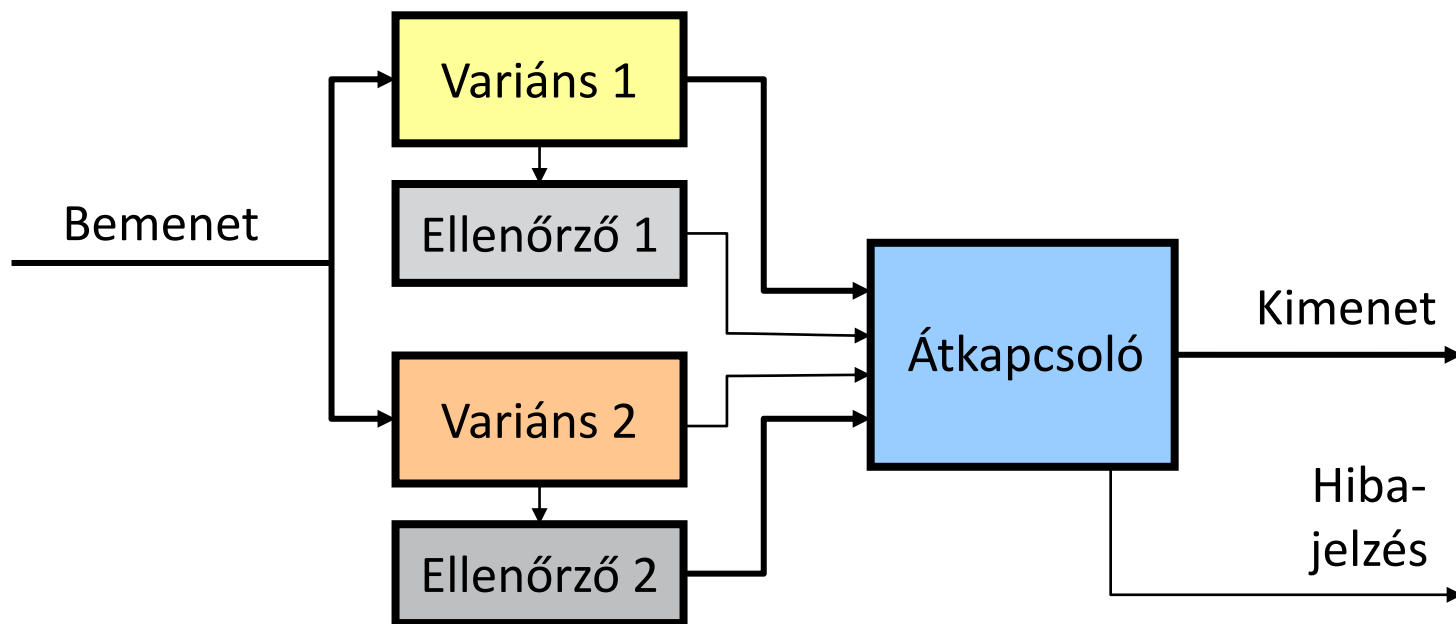 Variáns 1
Bemenet
Ellenőrző 1
Kimenet
Átkapcsoló
Variáns 2
Hiba-
jelzés
Ellenőrző 2